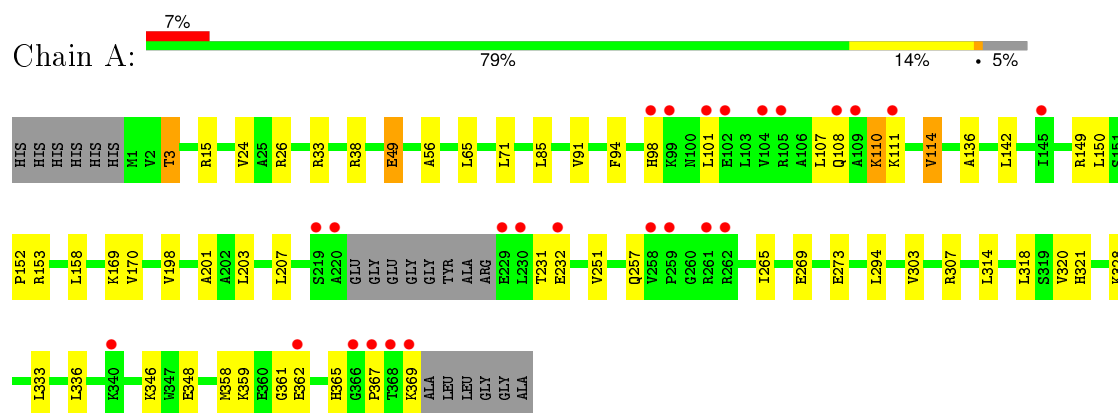 7%
Chain A:
79% 14% • 5%
HIS HIS HIS HIS HIS HIS M1 V2 T3 R15 V24 A25 R26 R33 R38 E49 A56 L65 L71 L85 V91 F94 H98 K99 N100 L101 E102 L103 V104 R105 A106 L107 Q108 A109 K110 K111 V114 A136 L142 I145 R149 L150 S151
P152 R153 L158 K169 V170 V198 A201 A202 L203 L207 S219 A220 GLU GLY GLU GLY GLY TYR ALA ARG E229 L230 T231 E232 V251 Q257 V258 P259 G260 R261 R262 I265 E269 E273 L294 V303 R307 L314 L318 S319 V320 H321 K328
L333 L336 K340 K346 W347 E348 M358 K359 E360 G361 E362 H365 G366 P367 T368 K369 ALA LEU LEU GLY GLY ALA